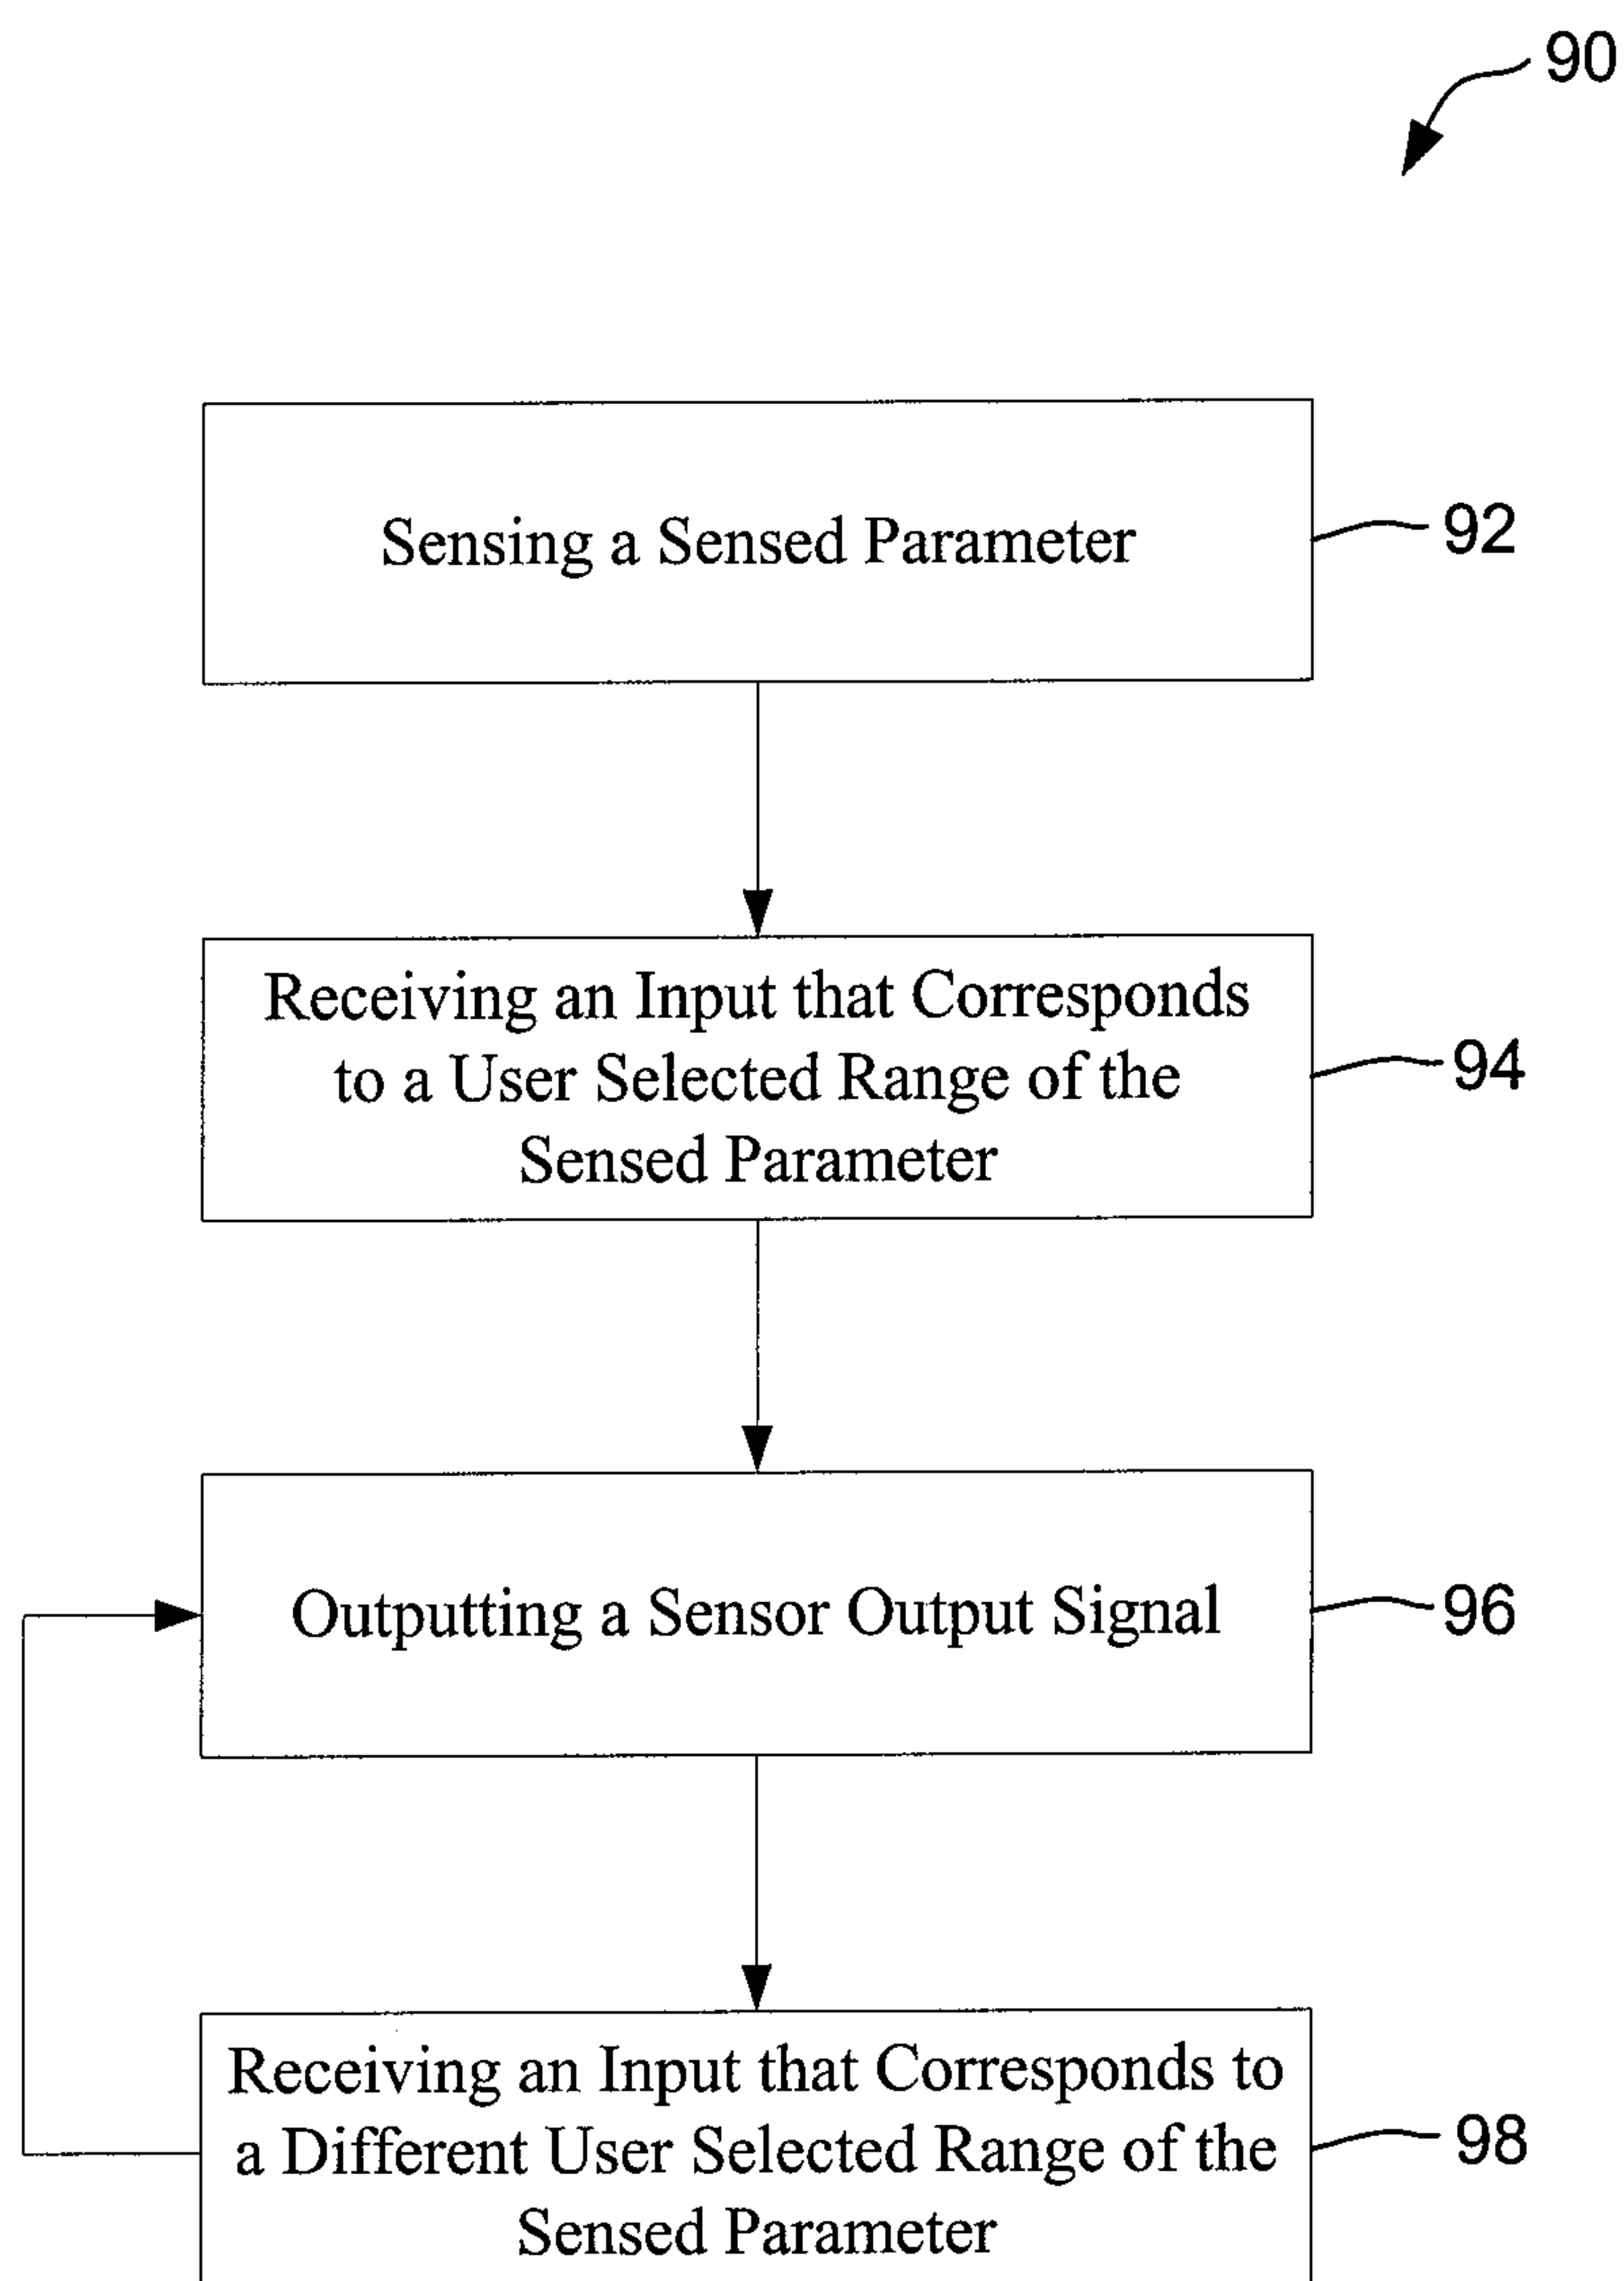 90
Sensing a Sensed Parameter
92
Receiving an Input that Corresponds
to a User Selected Range of the
Sensed Parameter
94
Outputting a Sensor Output Signal
96
Receiving an Input that Corresponds to
a Different User Selected Range of the
Sensed Parameter
98